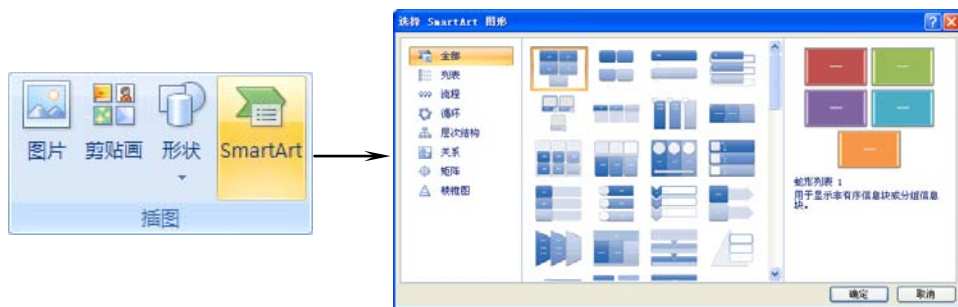 图片 剪贴画 形状 SmartArt
插图
选择 SmartArt 图形
全部
列表
流程
循环
层次结构
关系
矩阵
棱锥图
蛇形列表 1
用于显示非有序信息块或分组信息
块。
确定 取消